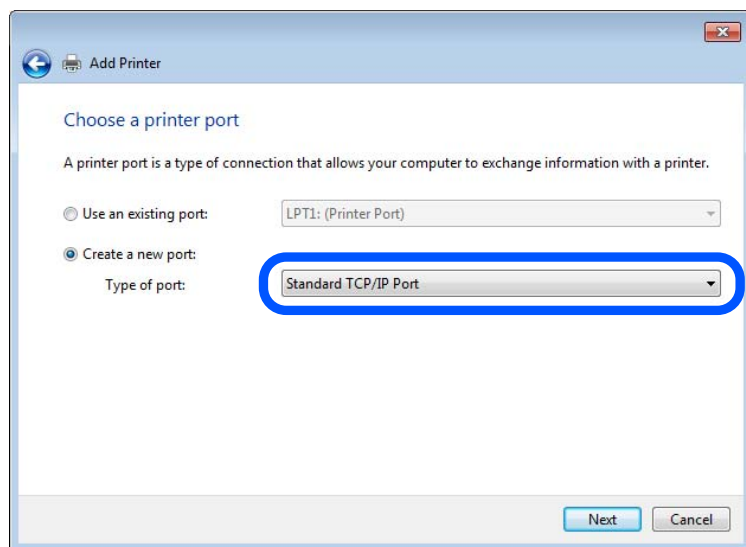 Add Printer
Choose a printer port
A printer port is a type of connection that allows your computer to exchange information with a printer.
Use an existing port: LPT1: (Printer Port)
Create a new port:
Type of port: Standard TCP/IP Port
Next Cancel